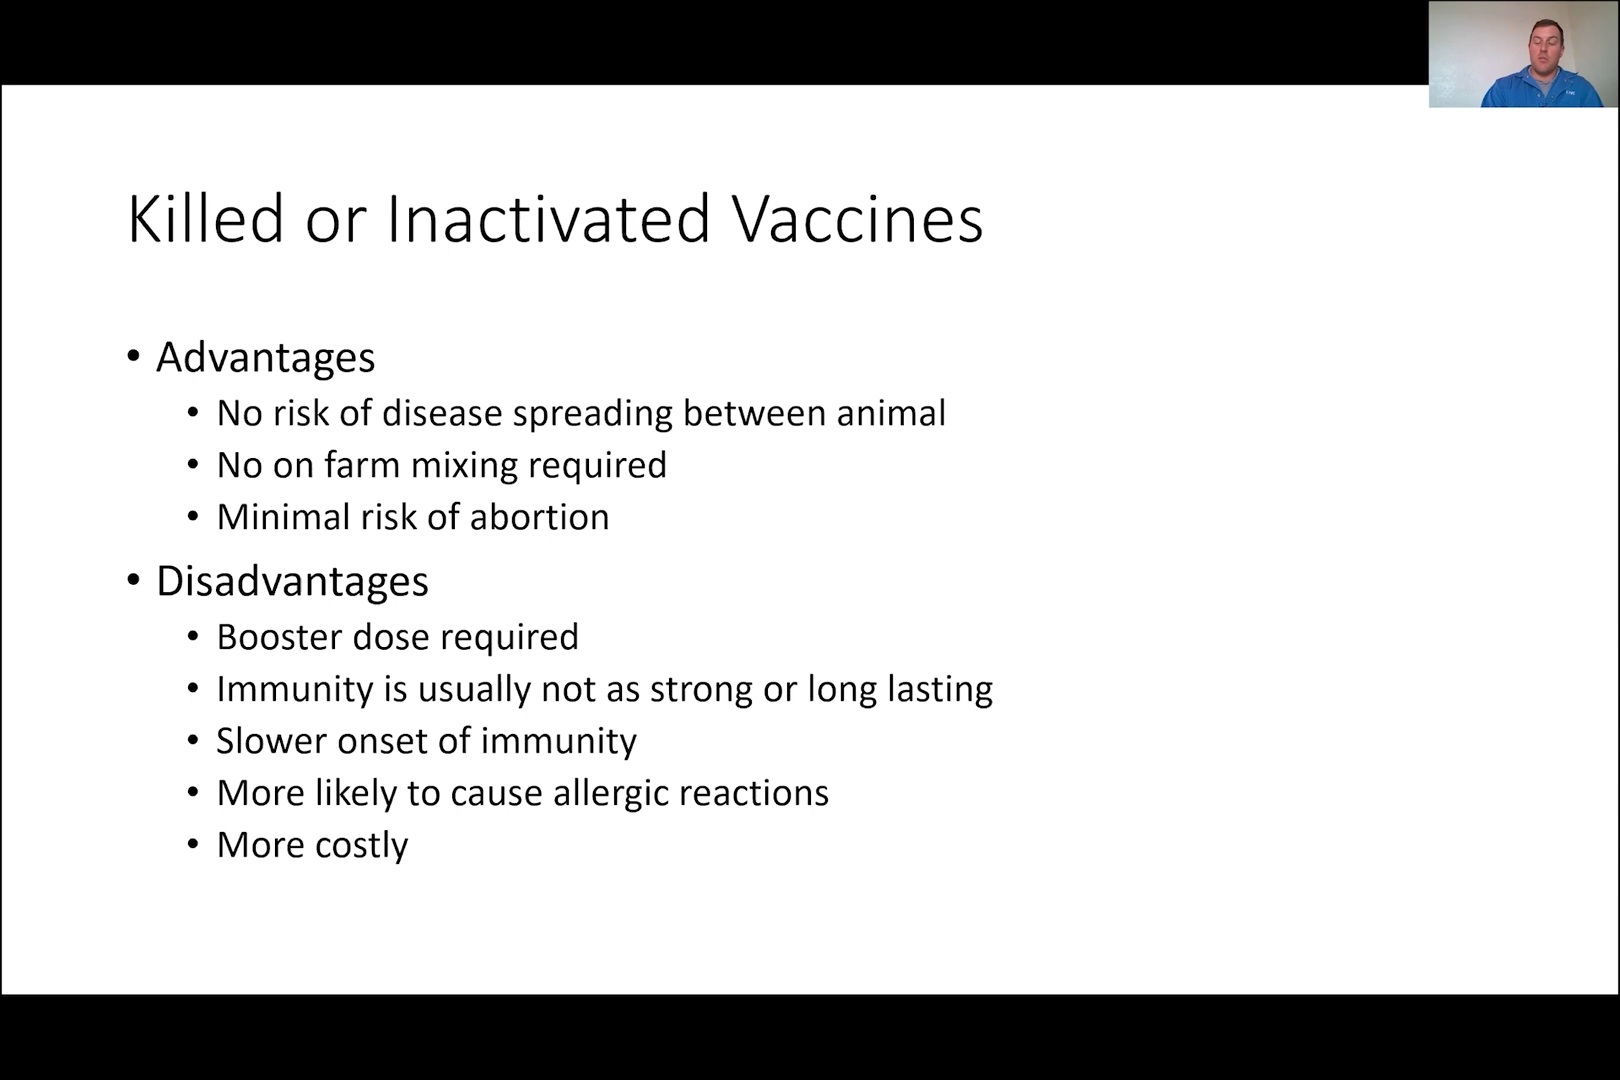 Killed or Inactivated Vaccines
• Advantages
• No risk of disease spreading between animal
• No on farm mixing required
• Minimal risk of abortion
• Disadvantages
• Booster dose required
• Immunity is usually not as strong or long lasting
• Slower onset of immunity
• More likely to cause allergic reactions
• More costly